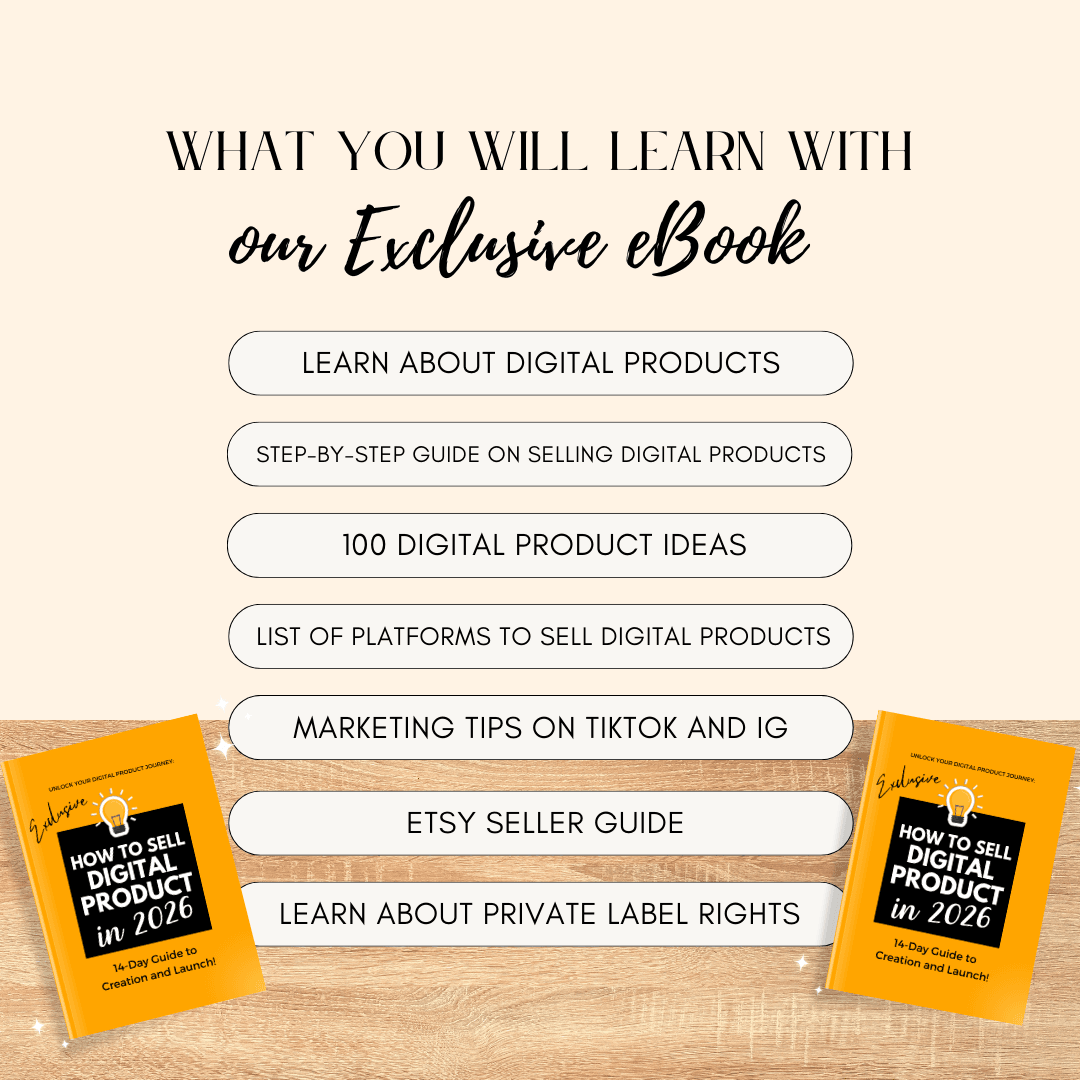 WHAT YOU WILL LEARN WITH
our Exclusive eBook
LEARN ABOUT DIGITAL PRODUCTS
STEP-BY-STEP GUIDE ON SELLING DIGITAL PRODUCTS
100 DIGITAL PRODUCT IDEAS
LIST OF PLATFORMS TO SELL DIGITAL PRODUCTS
MARKETING TIPS ON TIKTOK AND IG
ETSY SELLER GUIDE
LEARN ABOUT PRIVATE LABEL RIGHTS
UNLOCK YOUR DIGITAL PRODUCT JOURNEY:
Exclusive
HOW TO SELL
DIGITAL
PRODUCT
in 2026
14-Day Guide to
Creation and Launch!
UNLOCK YOUR DIGITAL PRODUCT JOURNEY:
Exclusive
HOW TO SELL
DIGITAL
PRODUCT
in 2026
14-Day Guide to
Creation and Launch!